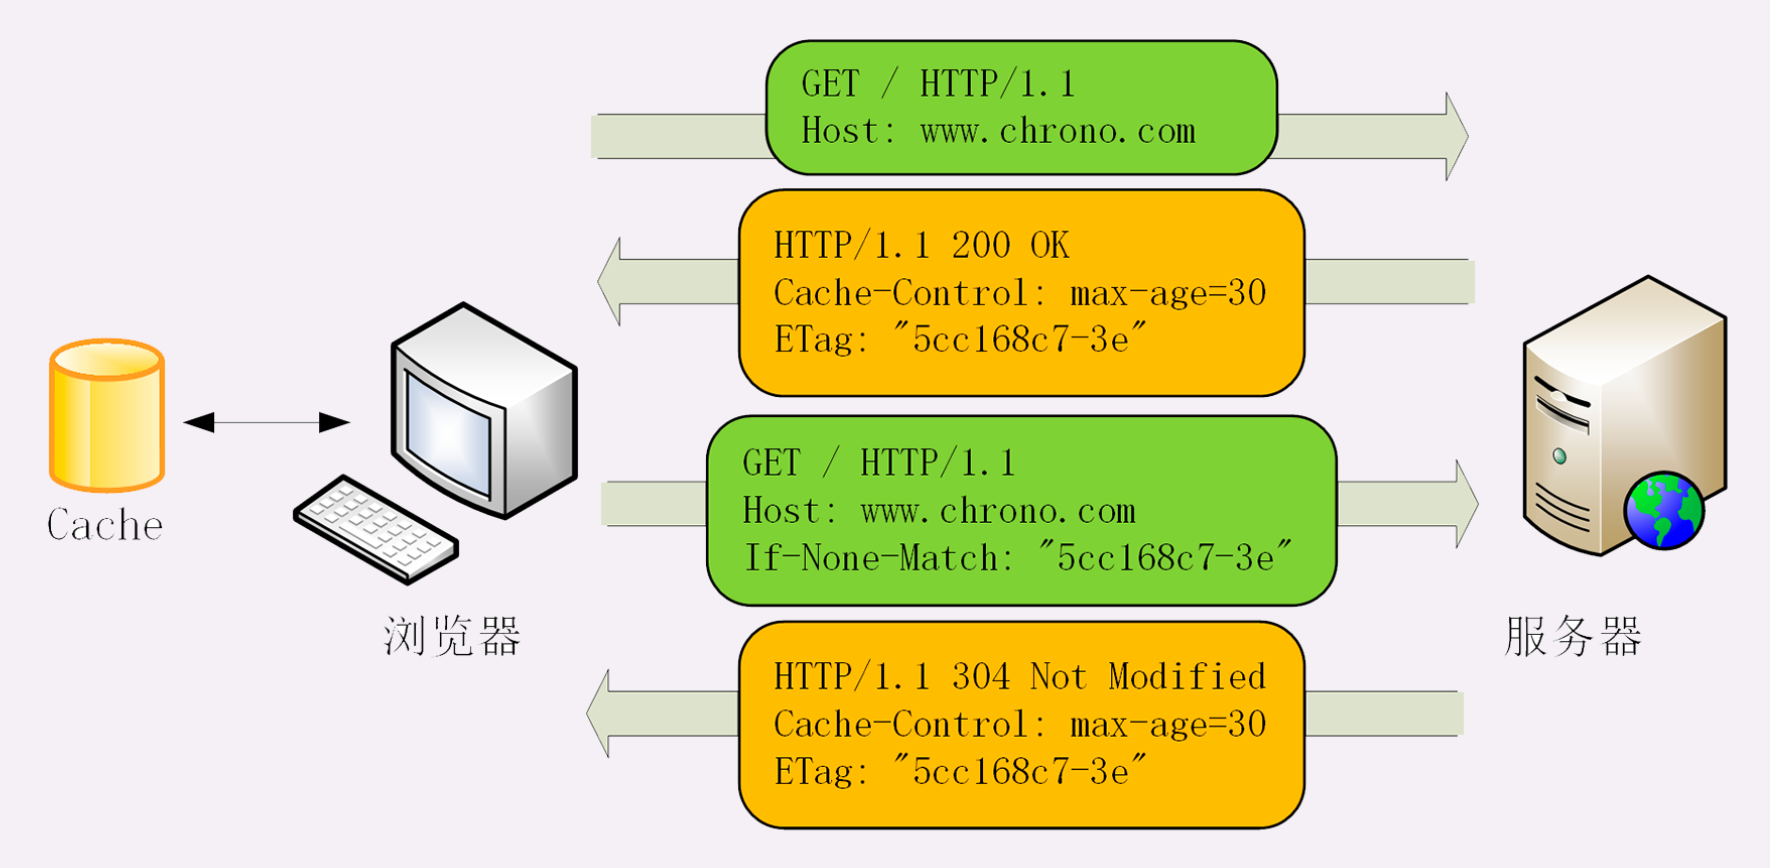 GET / HTTP/1.1
Host: www.chrono.com
HTTP/1.1 200 OK
Cache-Control: max-age=30
ETag: "5cc168c7-3e"
GET / HTTP/1.1
Host: www.chrono.com
If-None-Match: "5cc168c7-3e"
HTTP/1.1 304 Not Modified
Cache-Control: max-age=30
ETag: "5cc168c7-3e"
Cache
浏览器
服务器